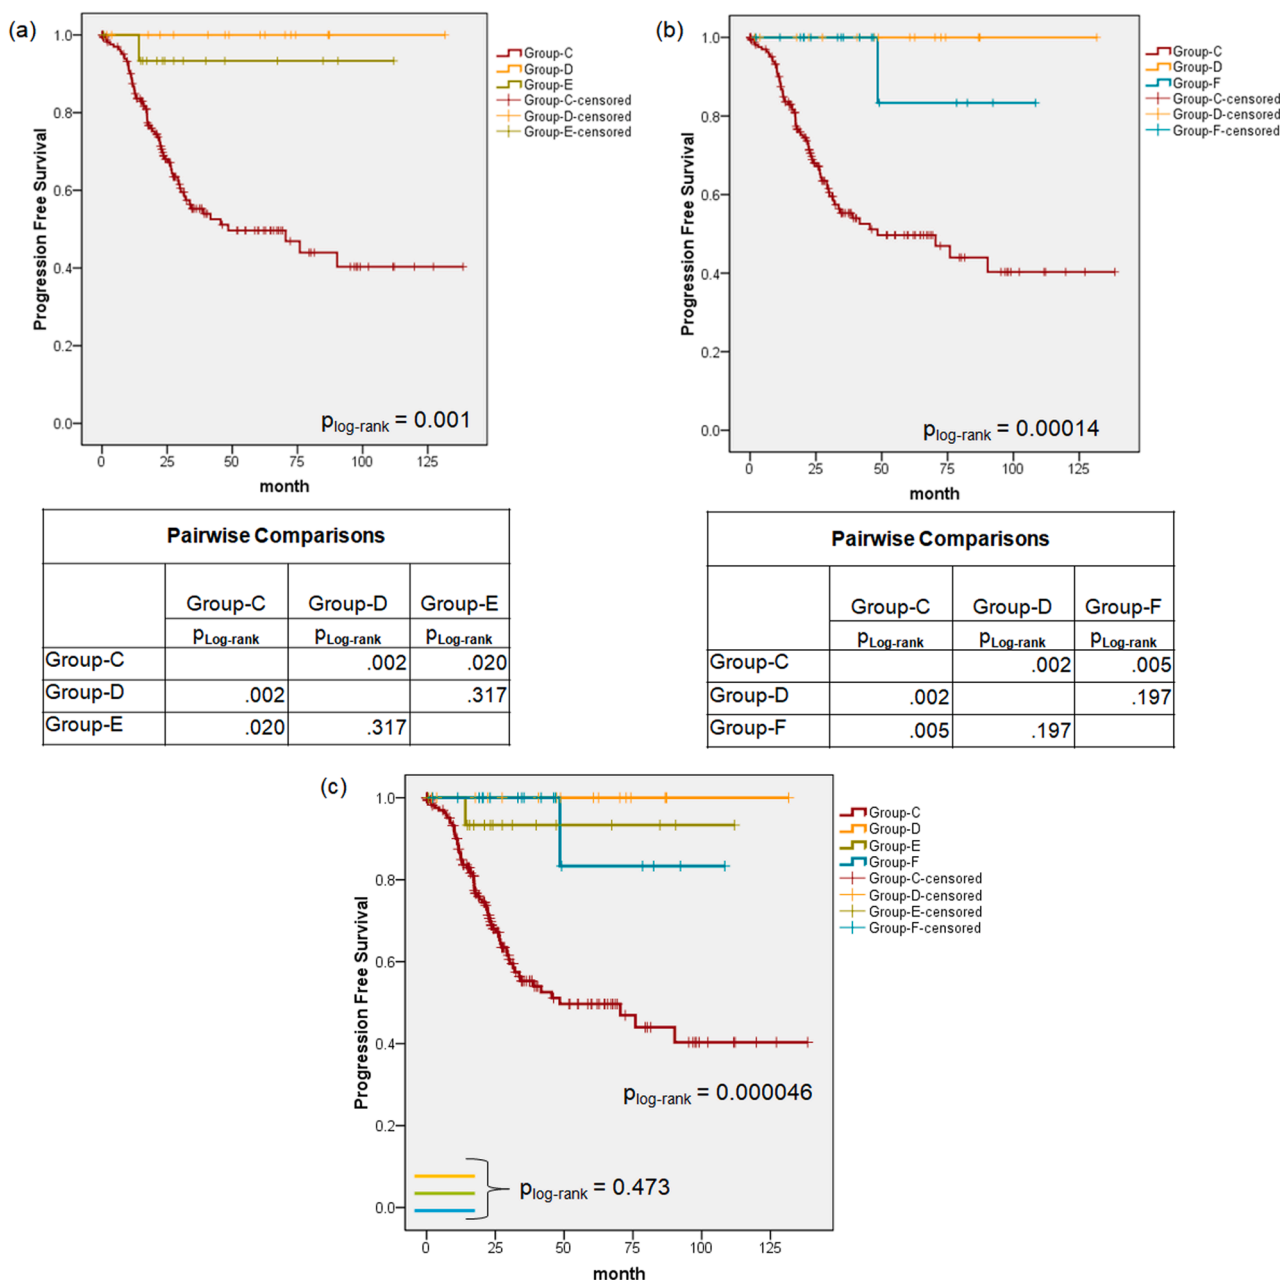 (a)
1.0
0.8
0.6
0.4
0.2
0.0
Progression Free Survival
0 25 50 75 100 125
month
Group-C
Group-D
Group-E
Group-C-censored
Group-D-censored
Group-E-censored
plog-rank = 0.001
(b)
1.0
0.8
0.6
0.4
0.2
0.0
Progression Free Survival
0 25 50 75 100 125
month
Group-C
Group-D
Group-F
Group-C-censored
Group-D-censored
Group-F-censored
plog-rank = 0.00014
Pairwise Comparisons
Group-C Group-D Group-E
pLog-rank pLog-rank pLog-rank
Group-C .002 .020
Group-D .002 .317
Group-E .020 .317
Pairwise Comparisons
Group-C Group-D Group-F
pLog-rank pLog-rank pLog-rank
Group-C .002 .005
Group-D .002 .197
Group-F .005 .197
(c)
1.0
0.8
0.6
0.4
0.2
0.0
Progression Free Survival
0 25 50 75 100 125
month
Group-C
Group-D
Group-E
Group-F
Group-C-censored
Group-D-censored
Group-E-censored
Group-F-censored
plog-rank = 0.000046
plog-rank = 0.473